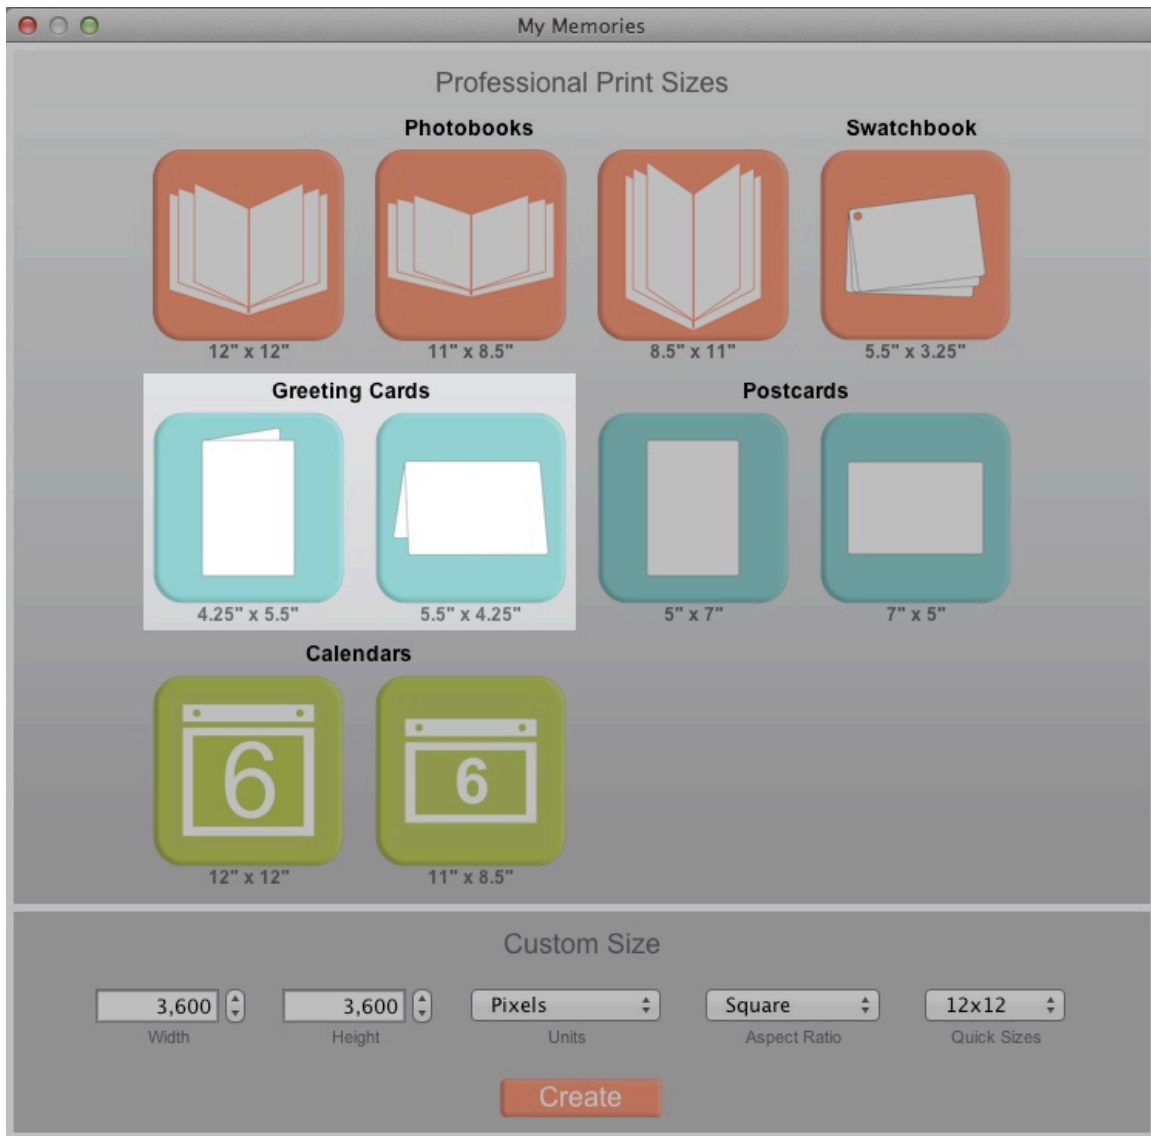 My Memories
Professional Print Sizes
Photobooks Swatchbook
12" x 12" 11" x 8.5" 8.5" x 11" 5.5" x 3.25"
Greeting Cards Postcards
4.25" x 5.5" 5.5" x 4.25" 5" x 7" 7" x 5"
Calendars
6 6
12" x 12" 11" x 8.5"
Custom Size
3,600 3,600 Pixels Square 12x12
Width Height Units Aspect Ratio Quick Sizes
Create